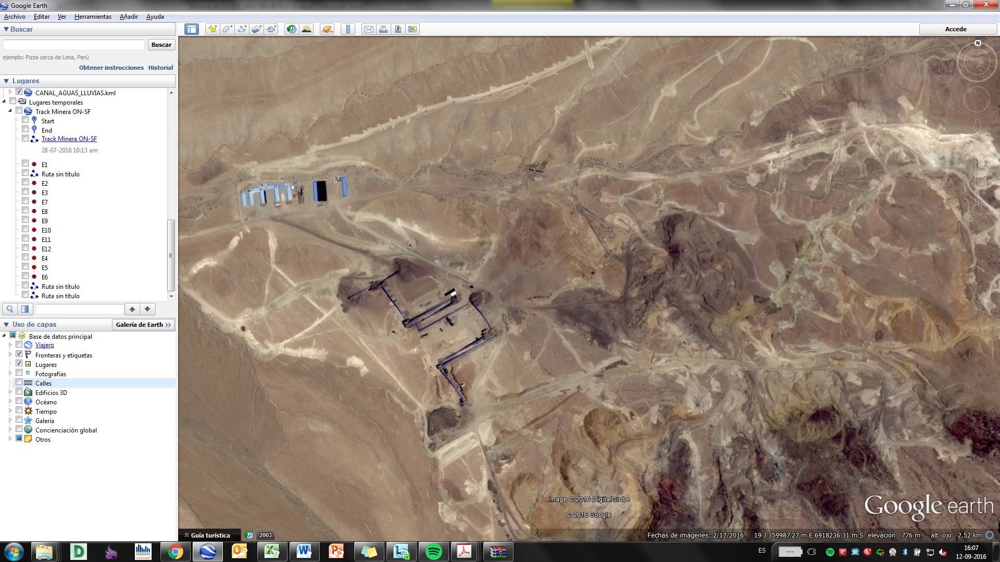 Google Earth
Archivo Editar Ver Herramientas Añadir Ayuda
Buscar
Accede
Buscar
ejemplo: Pizza cerca de Lima, Perú
Obtener instrucciones Historial
Lugares
CANAL_AGUAS_LLUVIAS.kml
Lugares temporales
Track Minera ON-SF
Start
End
Track Minera ON-SF
28-07-2016 10:13 am
E1
Ruta sin título
E2
E3
E7
E8
E9
E10
E11
E12
E4
E5
E6
Ruta sin título
Ruta sin título
Uso de capas
Galería de Earth >>
Base de datos principal
Viajero
Fronteras y etiquetas
Lugares
Fotografías
Calles
Edificios 3D
Océano
Tiempo
Galería
Concienciación global
Otros
N
Image © 2016 DigitalGlobe
© 2016 Google
Google earth
Guía turística
2003
Fechas de imágenes: 2/17/2016 19 J 359987.27 m E 6918236.31 m S elevación 776 m alt. ojo 2.52 km
ES
16:07
12-09-2016